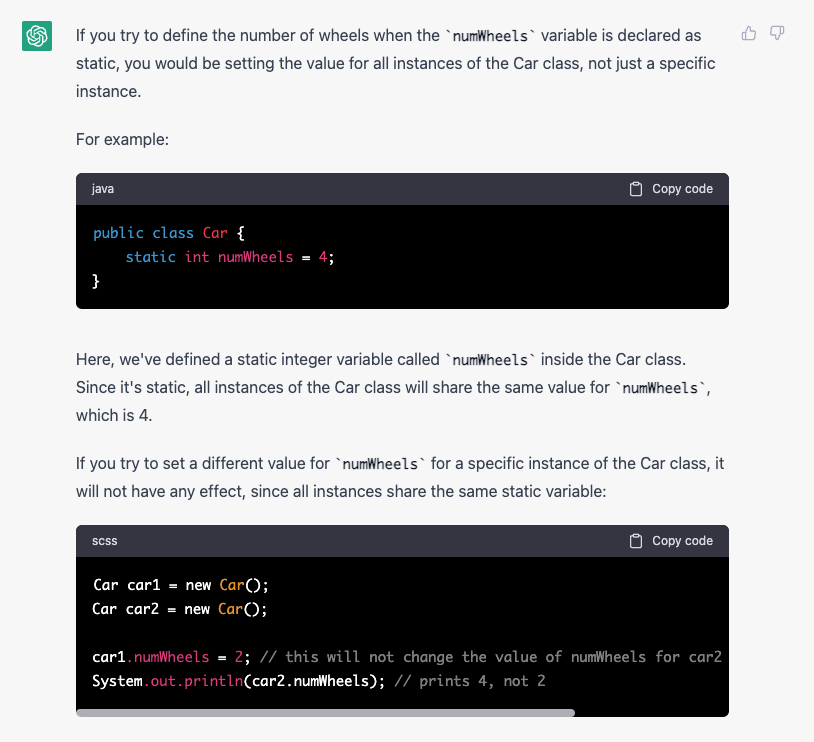 If you try to define the number of wheels when the `numWheels` variable is declared as
static, you would be setting the value for all instances of the Car class, not just a specific
instance.
For example:
java
Copy code
public class Car {
    static int numWheels = 4;
}
Here, we've defined a static integer variable called `numWheels` inside the Car class.
Since it's static, all instances of the Car class will share the same value for `numWheels`,
which is 4.
If you try to set a different value for `numWheels` for a specific instance of the Car class, it
will not have any effect, since all instances share the same static variable:
scss
Copy code
Car car1 = new Car();
Car car2 = new Car();
car1.numWheels = 2; // this will not change the value of numWheels for car2
System.out.println(car2.numWheels); // prints 4, not 2